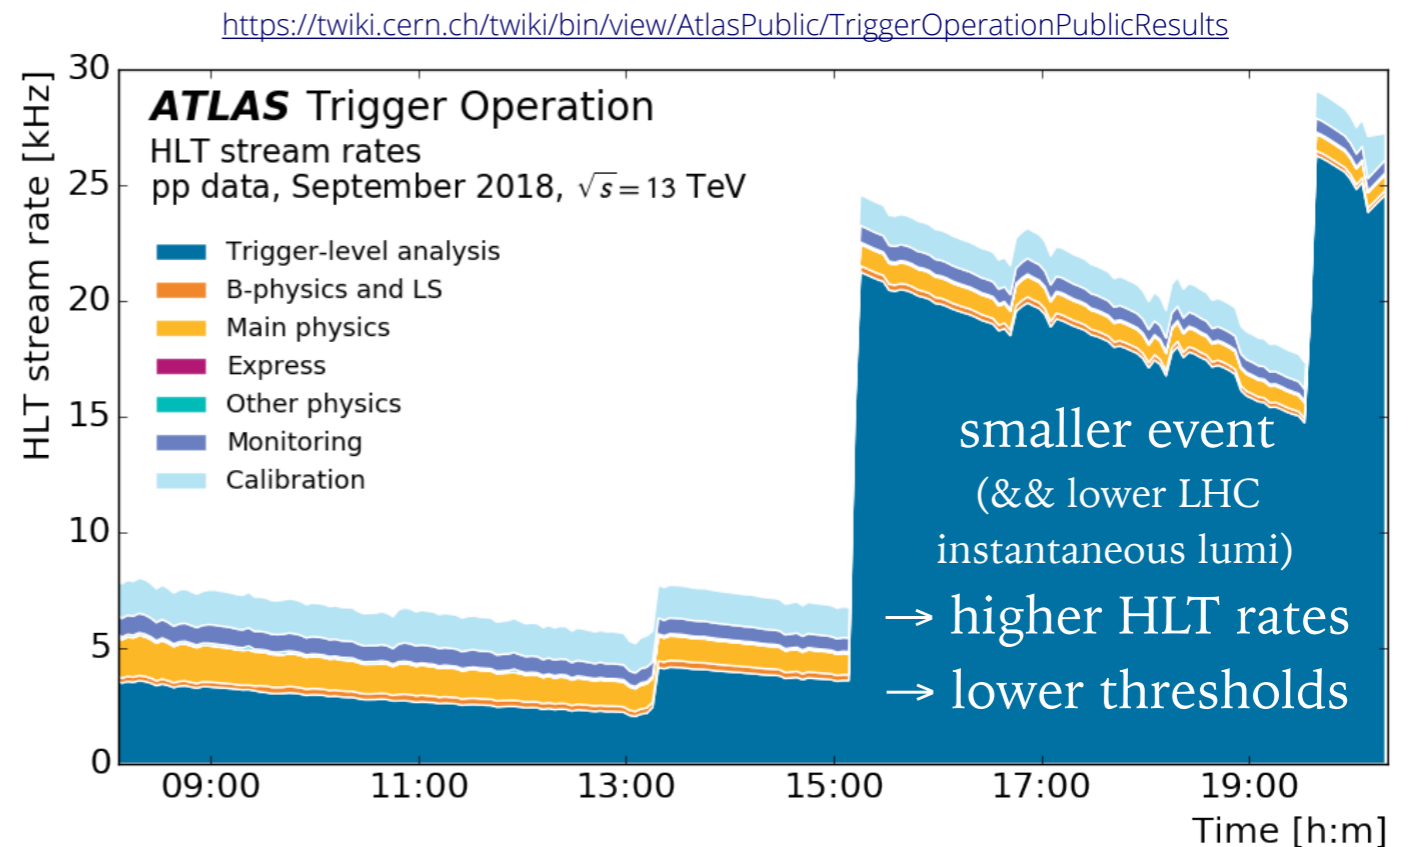 https://twiki.cern.ch/twiki/bin/view/AtlasPublic/TriggerOperationPublicResults
HLT stream rate [kHz]
30
25
20
15
10
5
0
ATLAS Trigger Operation
HLT stream rates
pp data, September 2018, √s = 13 TeV
Trigger-level analysis
B-physics and LS
Main physics
Express
Other physics
Monitoring
Calibration
smaller event
(&& lower LHC
instantaneous lumi)
→ higher HLT rates
→ lower thresholds
09:00 11:00 13:00 15:00 17:00 19:00
Time [h:m]